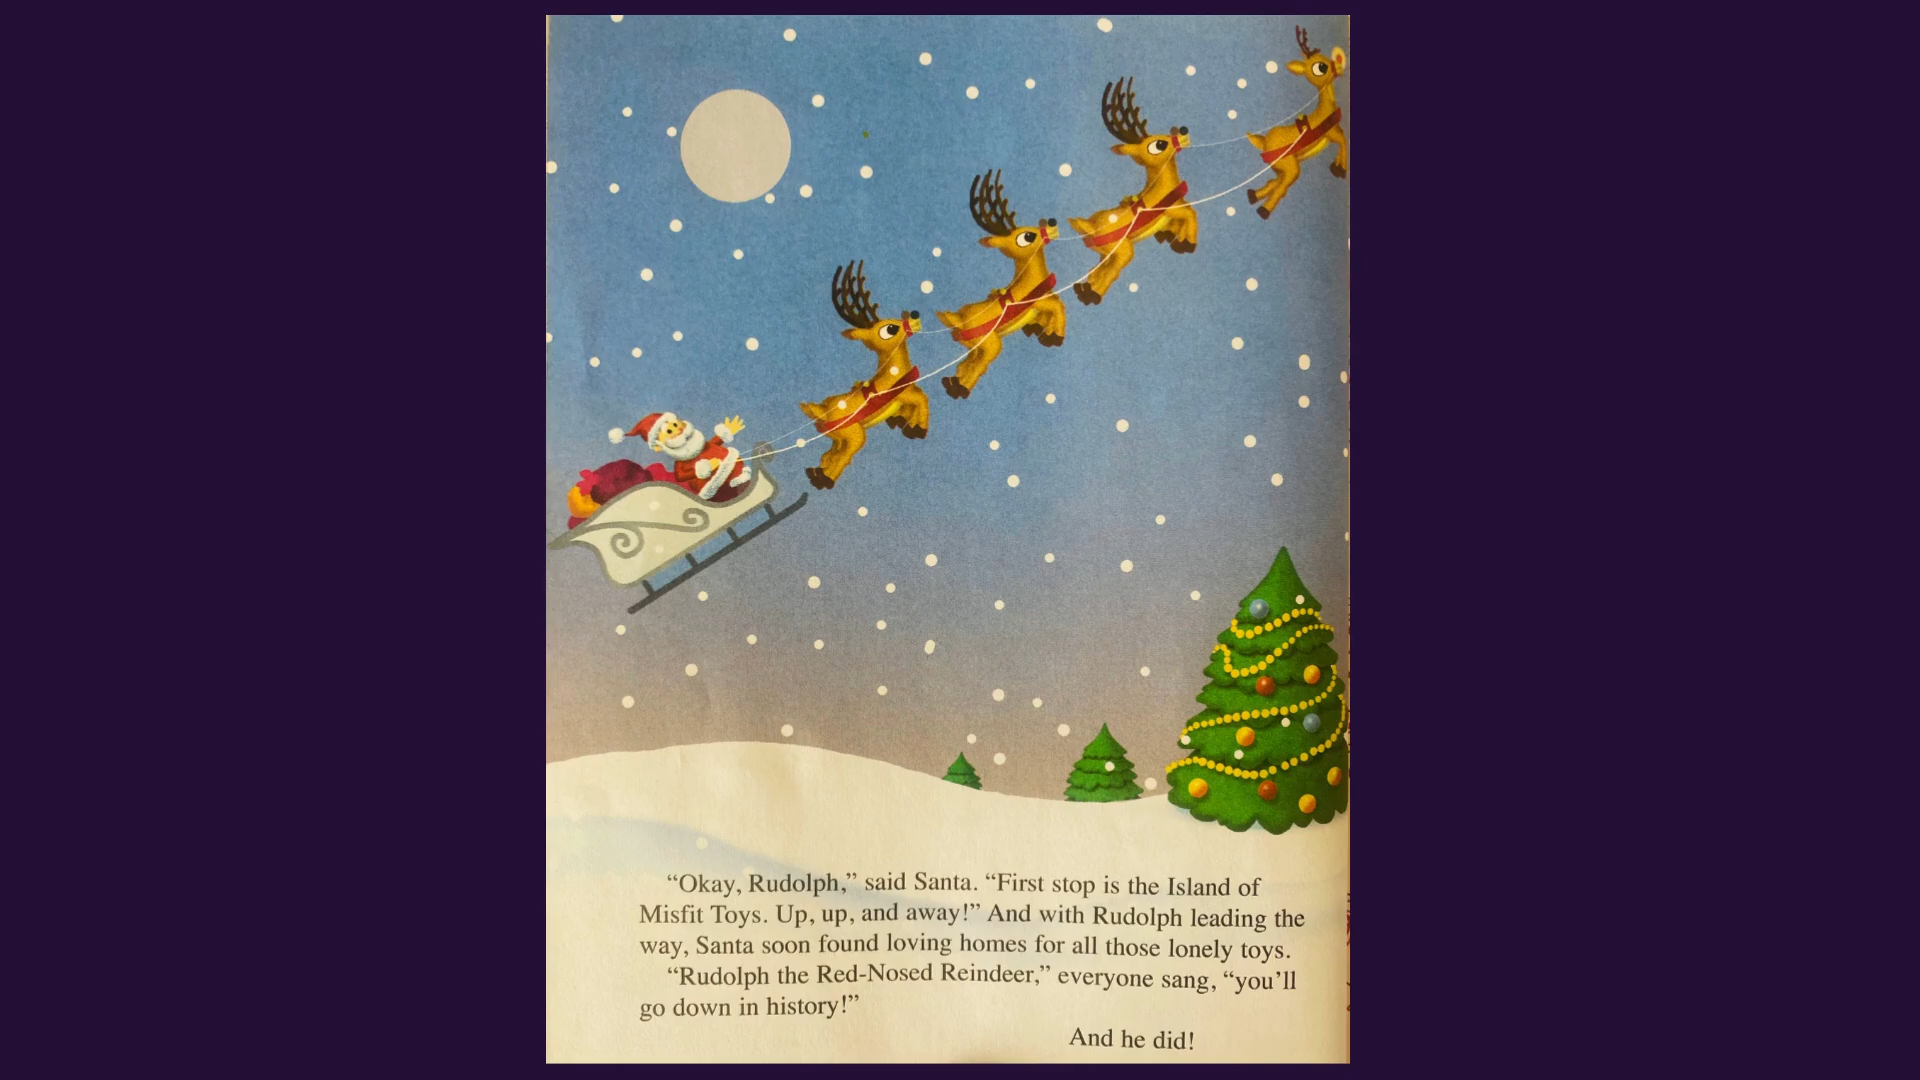 “Okay, Rudolph,” said Santa. “First stop is the Island of
Misfit Toys. Up, up, and away!” And with Rudolph leading the
way, Santa soon found loving homes for all those lonely toys.
“Rudolph the Red-Nosed Reindeer,” everyone sang, “you’ll
go down in history!”
And he did!